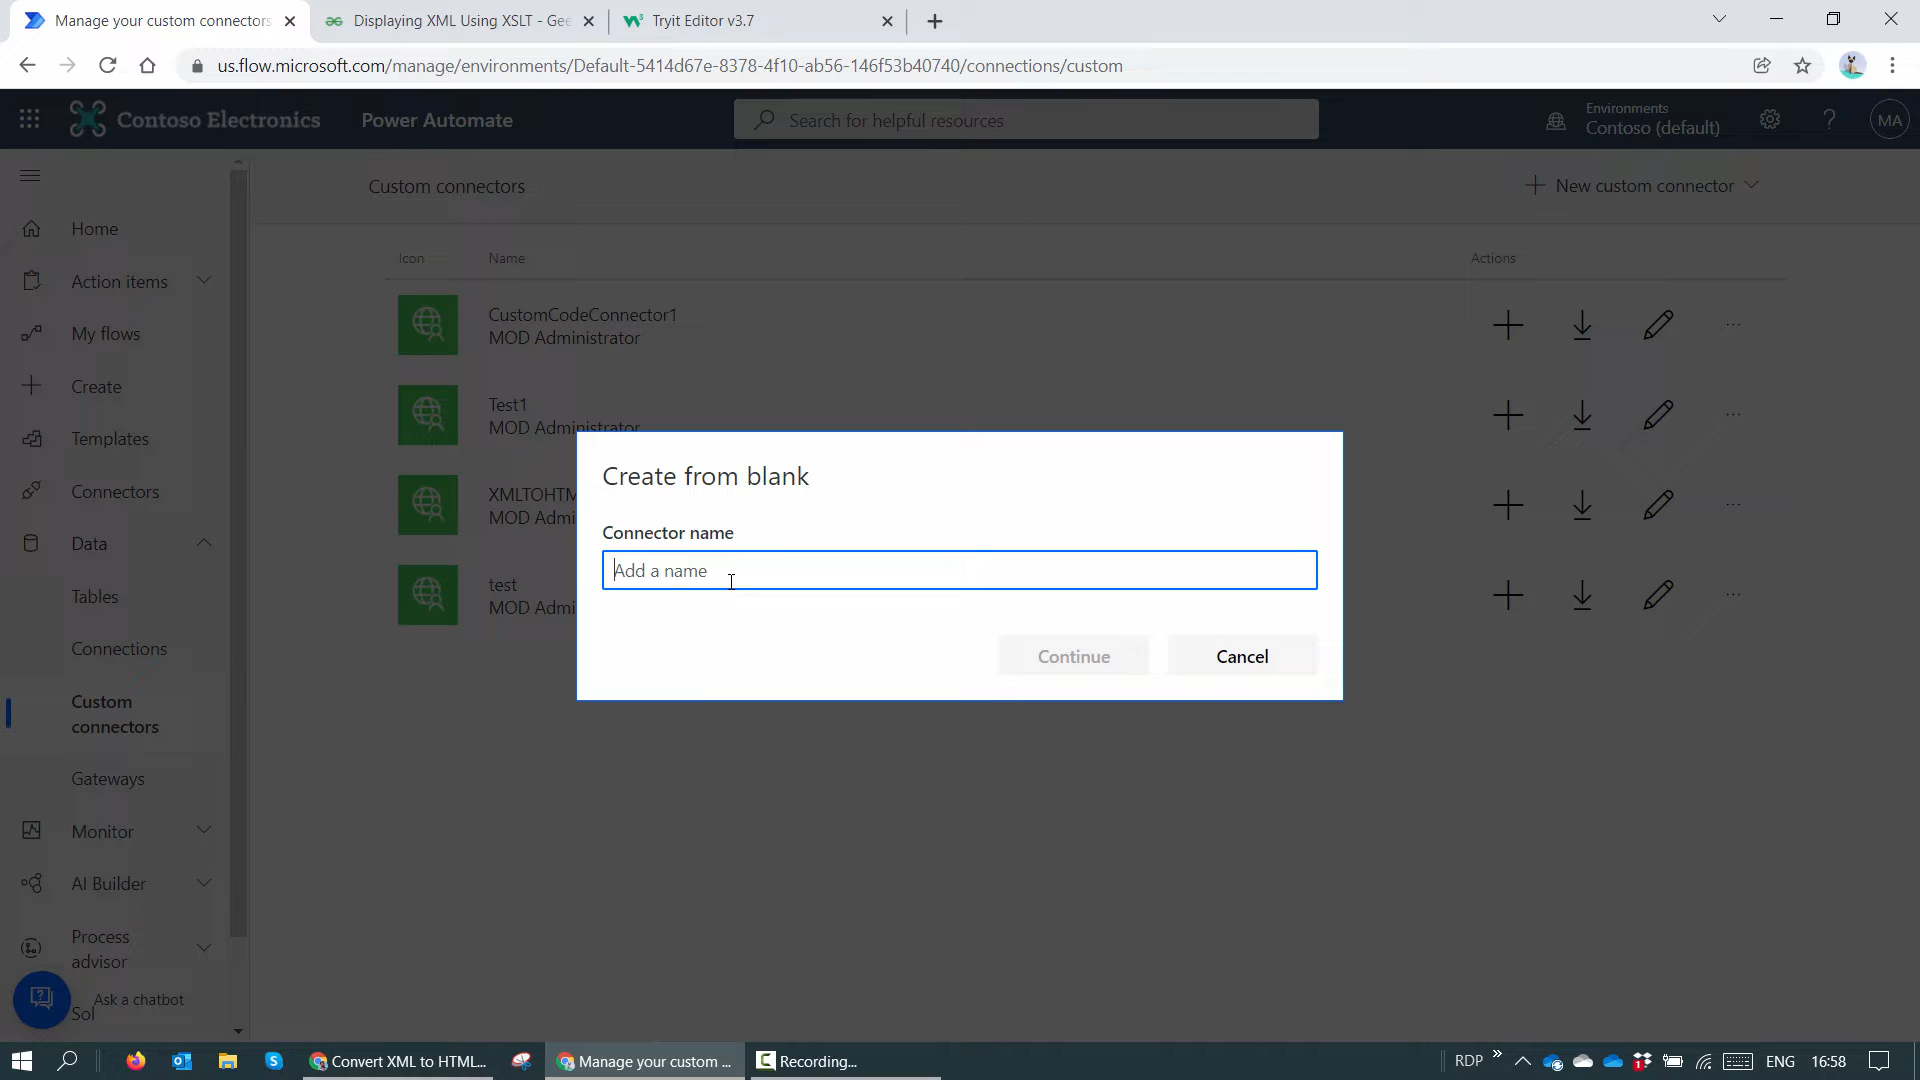 Manage your custom connectors
Displaying XML Using XSLT - Gee
Tryit Editor v3.7
us.flow.microsoft.com/manage/environments/Default-5414d67e-8378-4f10-ab56-146f53b40740/connections/custom
Contoso Electronics
Power Automate
Search for helpful resources
Environments
Contoso (default)
MA
Custom connectors
New custom connector
Home
Action items
My flows
Create
Templates
Connectors
Data
Tables
Connections
Custom
connectors
Gateways
Monitor
AI Builder
Process
advisor
Sol
Ask a chatbot
Icon
Name
Actions
CustomCodeConnector1
MOD Administrator
Test1
MOD Administrator
XMLTOHTM
MOD Admi
test
MOD Admi
Create from blank
Connector name
Add a name
Continue
Cancel
Convert XML to HTML...
Manage your custom ...
Recording...
RDP
ENG
16:58